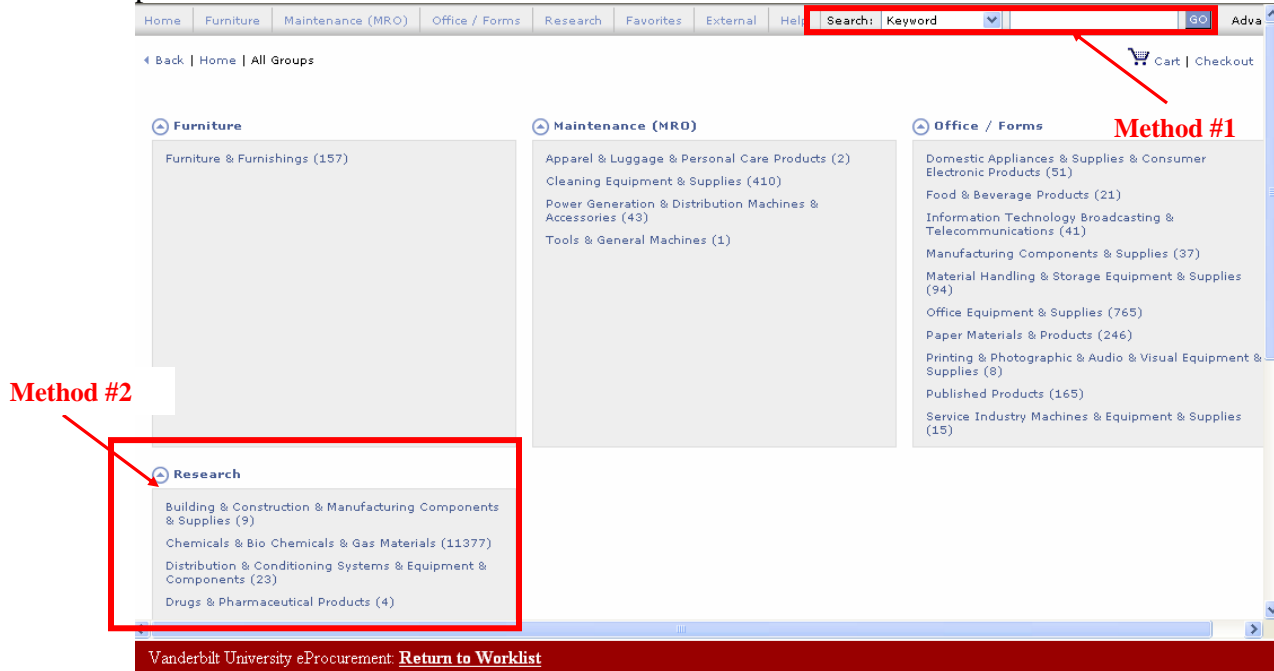 Home Furniture Maintenance (MRO) Office / Forms Research Favorites External Help Search: Keyword GO Adva
Back | Home | All Groups
Cart | Checkout
Method #1
Furniture
Furniture & Furnishings (157)
Maintenance (MRO)
Apparel & Luggage & Personal Care Products (2)
Cleaning Equipment & Supplies (410)
Power Generation & Distribution Machines &
Accessories (43)
Tools & General Machines (1)
Office / Forms
Domestic Appliances & Supplies & Consumer
Electronic Products (51)
Food & Beverage Products (21)
Information Technology Broadcasting &
Telecommunications (41)
Manufacturing Components & Supplies (37)
Material Handling & Storage Equipment & Supplies
(94)
Office Equipment & Supplies (765)
Paper Materials & Products (246)
Printing & Photographic & Audio & Visual Equipment &
Supplies (8)
Published Products (165)
Service Industry Machines & Equipment & Supplies
(15)
Method #2
Research
Building & Construction & Manufacturing Components
& Supplies (9)
Chemicals & Bio Chemicals & Gas Materials (11377)
Distribution & Conditioning Systems & Equipment &
Components (23)
Drugs & Pharmaceutical Products (4)
Vanderbilt University eProcurement: Return to Worklist